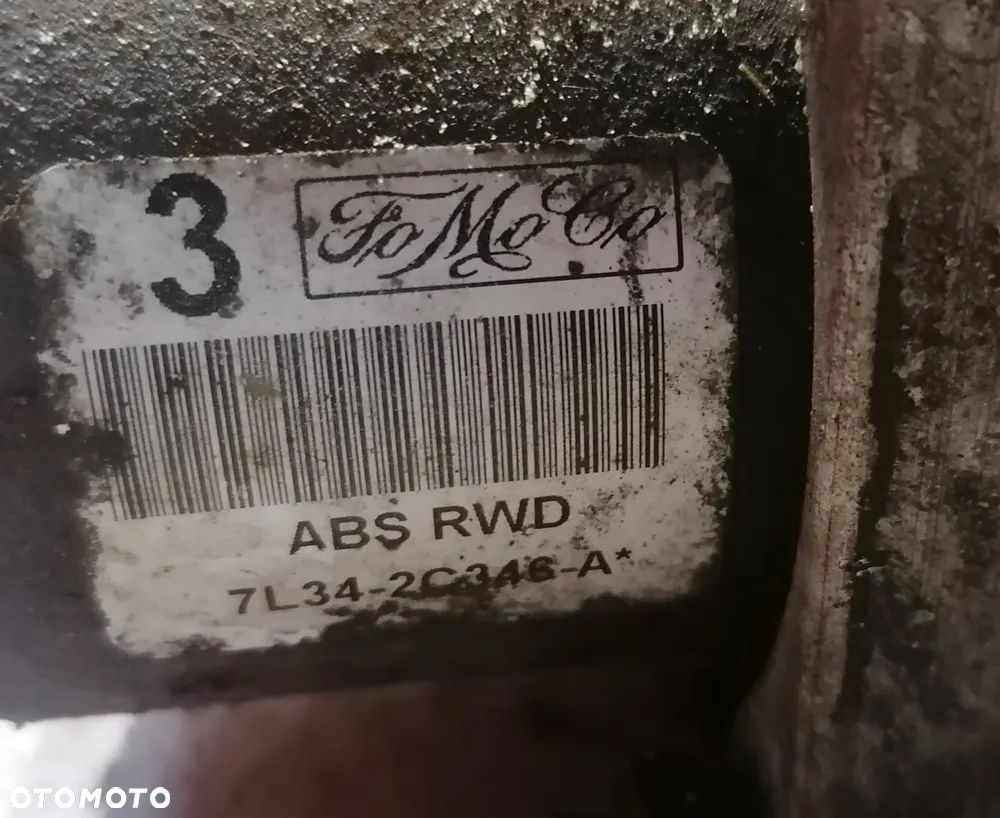 3 FoMoCo
ABS RWD
7L34-2C346-A*
OTOMOTO